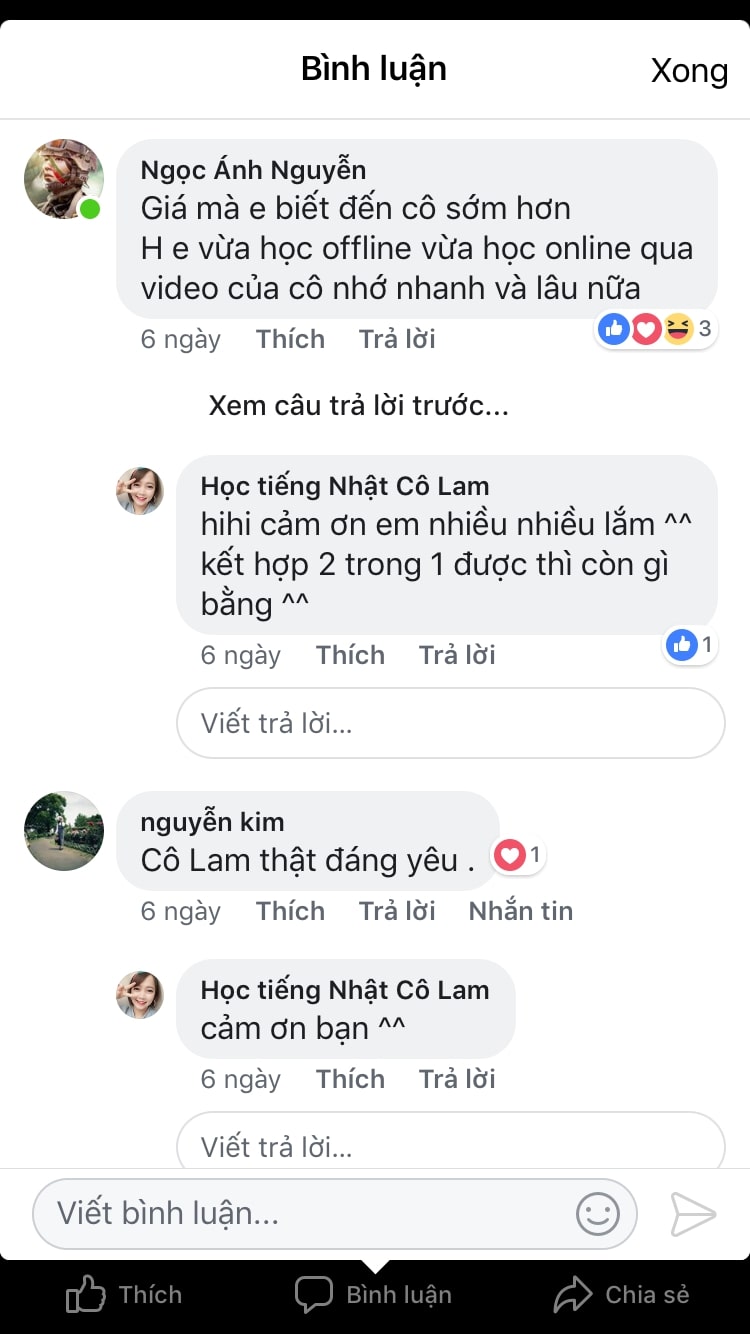 Bình luận
Xong
Ngọc Ánh Nguyễn
Giá mà e biết đến cô sớm hơn
H e vừa học offline vừa học online qua
video của cô nhớ nhanh và lâu nữa
6 ngày Thích Trả lời 3
Xem câu trả lời trước...
Học tiếng Nhật Cô Lam
hihi cảm ơn em nhiều nhiều lắm ^^
kết hợp 2 trong 1 được thì còn gì
bằng ^^
6 ngày Thích Trả lời 1
Viết trả lời...
nguyễn kim
Cô Lam thật đáng yêu . 1
6 ngày Thích Trả lời Nhắn tin
Học tiếng Nhật Cô Lam
cảm ơn bạn ^^
6 ngày Thích Trả lời
Viết trả lời...
Viết bình luận...
Thích Bình luận Chia sẻ